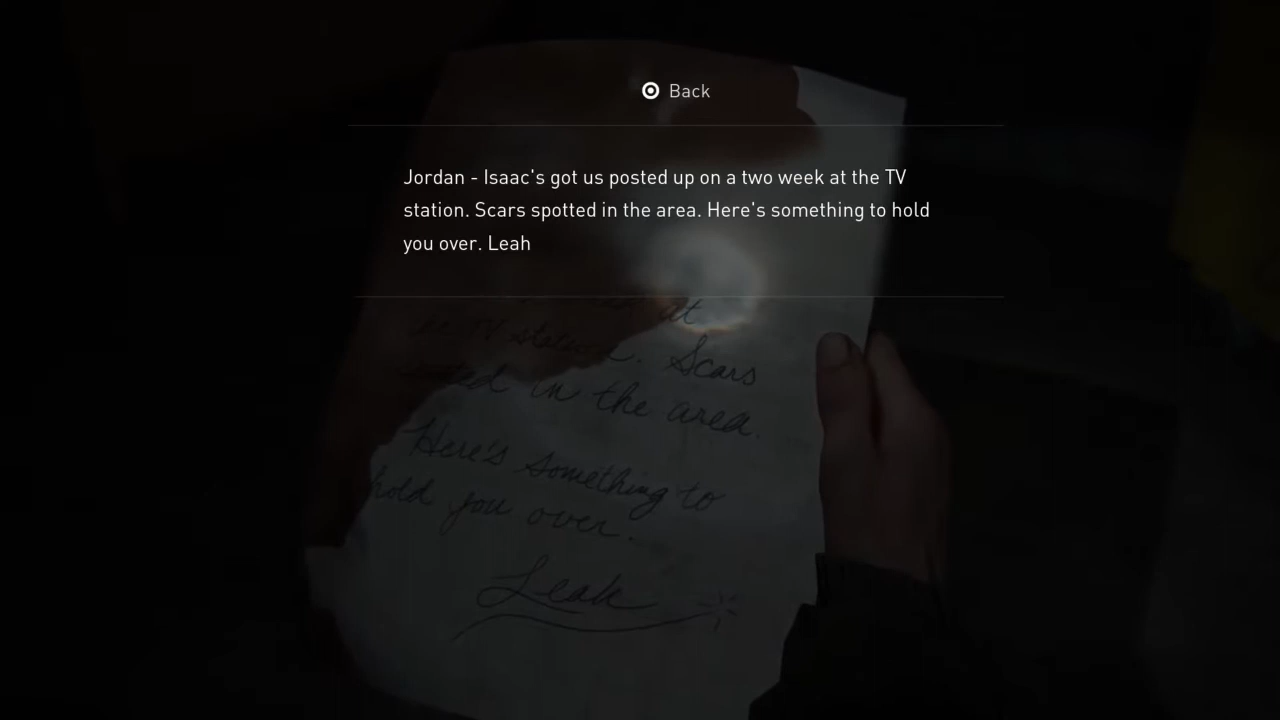 Back
Jordan - Isaac's got us posted up on a two week at the TV
station. Scars spotted in the area. Here's something to hold
you over. Leah
at
TV station. Scars
in the area.
Here's something to
hold you over.
Leah